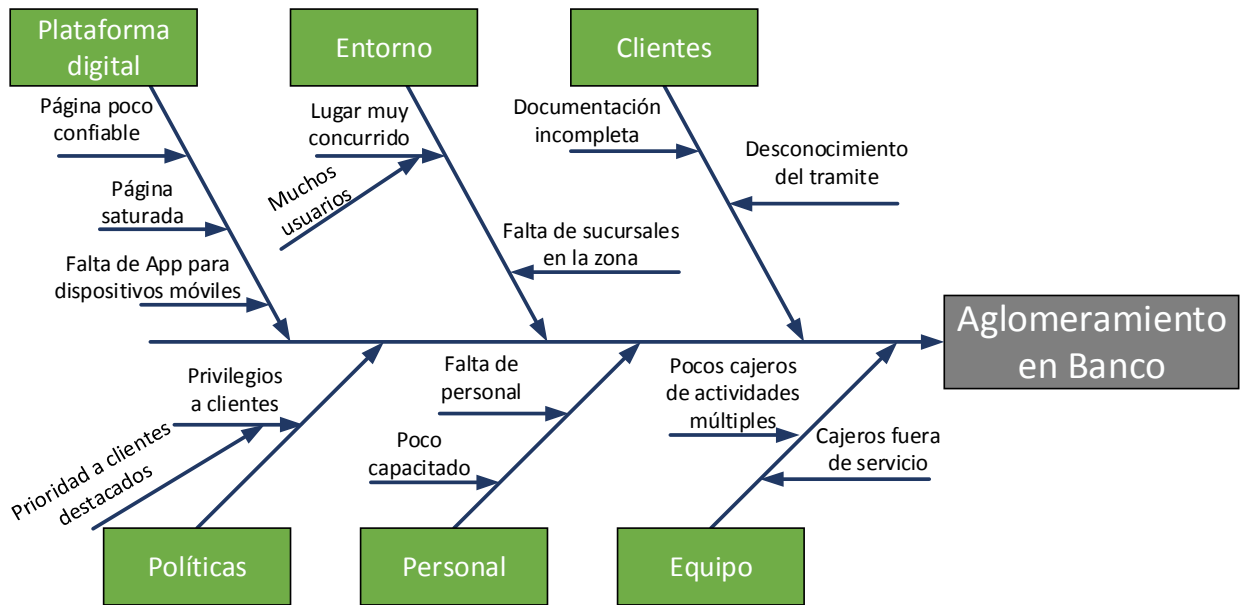 Plataforma
digital
Entorno
Clientes
Página poco
confiable
Lugar muy
concurrido
Documentación
incompleta
Desconocimiento
del tramite
Muchos
usuarios
Página
saturada
Falta de sucursales
en la zona
Falta de App para
dispositivos móviles
Aglomeramiento
en Banco
Privilegios
a clientes
Falta de
personal
Pocos cajeros
de actividades
múltiples
Prioridad a clientes
destacados
Poco
capacitado
Cajeros fuera
de servicio
Políticas
Personal
Equipo